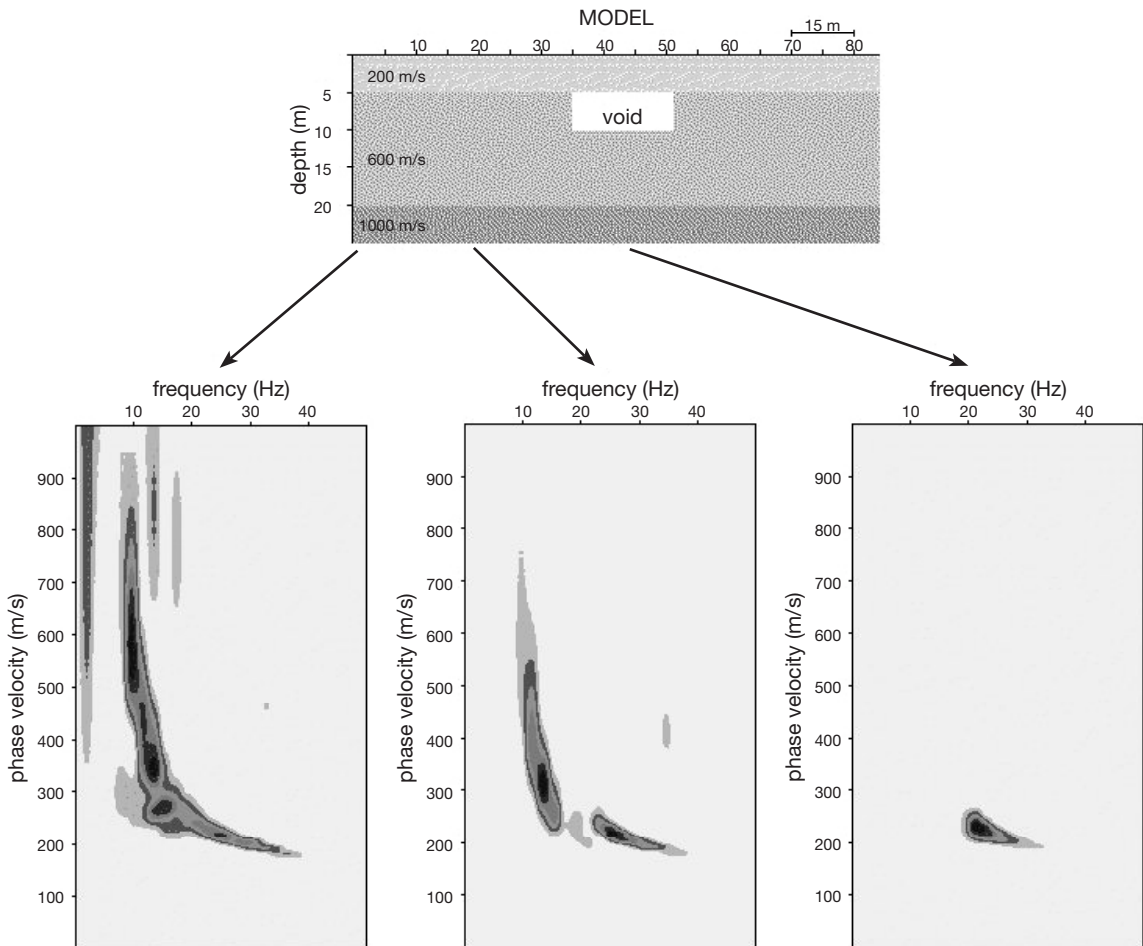 MODEL
15 m
10 20 30 40 50 60 70 80
depth (m)
5
10
15
20
200 m/s
void
600 m/s
1000 m/s
frequency (Hz)
10 20 30 40
phase velocity (m/s)
900
800
700
600
500
400
300
200
100
frequency (Hz)
10 20 30 40
phase velocity (m/s)
900
800
700
600
500
400
300
200
100
frequency (Hz)
10 20 30 40
phase velocity (m/s)
900
800
700
600
500
400
300
200
100